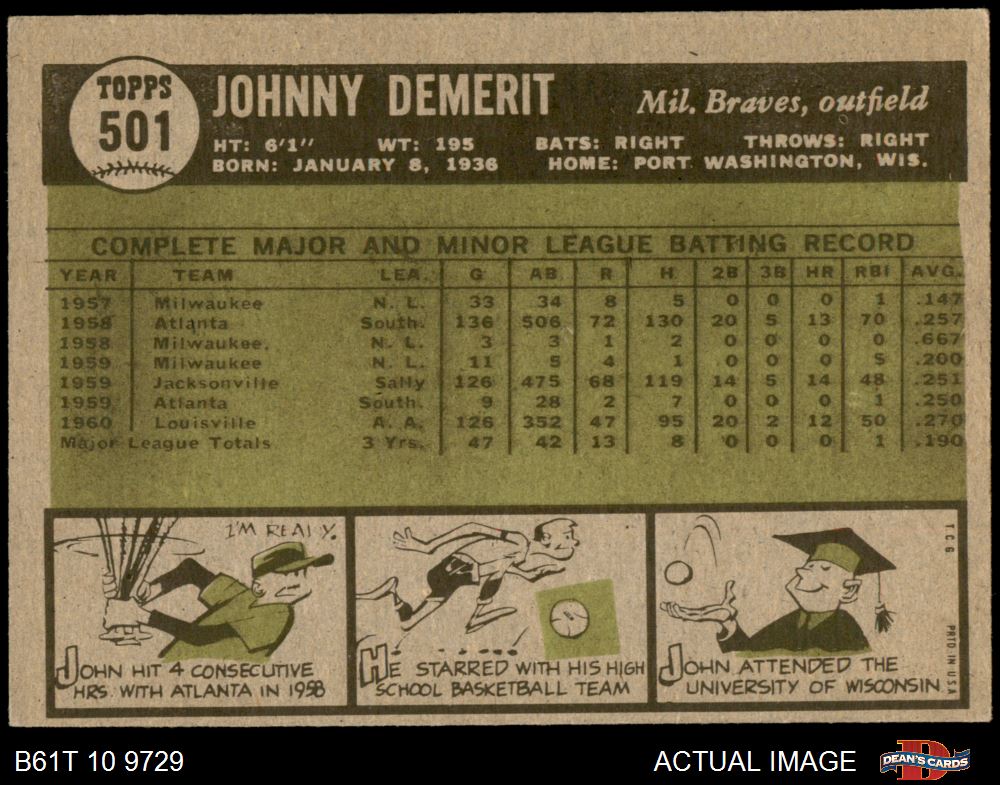 TOPPS
501
JOHNNY DEMERIT Mil. Braves, outfield
HT: 6'1" WT: 195 BATS: RIGHT THROWS: RIGHT
BORN: JANUARY 8, 1936 HOME: PORT WASHINGTON, WIS.
COMPLETE MAJOR AND MINOR LEAGUE BATTING RECORD
YEAR TEAM LEA. G AB R H 2B 3B HR RBI AVG.
1957 Milwaukee N. L. 33 34 8 5 0 0 0 1 .147
1958 Atlanta South. 136 506 72 130 20 5 13 70 .257
1958 Milwaukee. N. L. 3 3 1 2 0 0 0 0 .667
1959 Milwaukee N. L. 11 5 4 1 0 0 0 5 .200
1959 Jacksonville Sally 126 475 68 119 14 5 14 48 .251
1959 Atlanta South. 9 28 2 7 0 0 0 1 .250
1960 Louisville A. A. 126 352 47 95 20 2 12 50 .270
Major League Totals 3 Yrs. 47 42 13 8 0 0 0 1 .190
I'M READY.
JOHN HIT 4 CONSECUTIVE
HRS. WITH ATLANTA IN 1958
HE STARRED WITH HIS HIGH
SCHOOL BASKETBALL TEAM
JOHN ATTENDED THE
UNIVERSITY OF WISCONSIN
T.C.G.
PRTD. IN U.S.A.
B61T 10 9729
ACTUAL IMAGE
D
DEAN'S CARDS